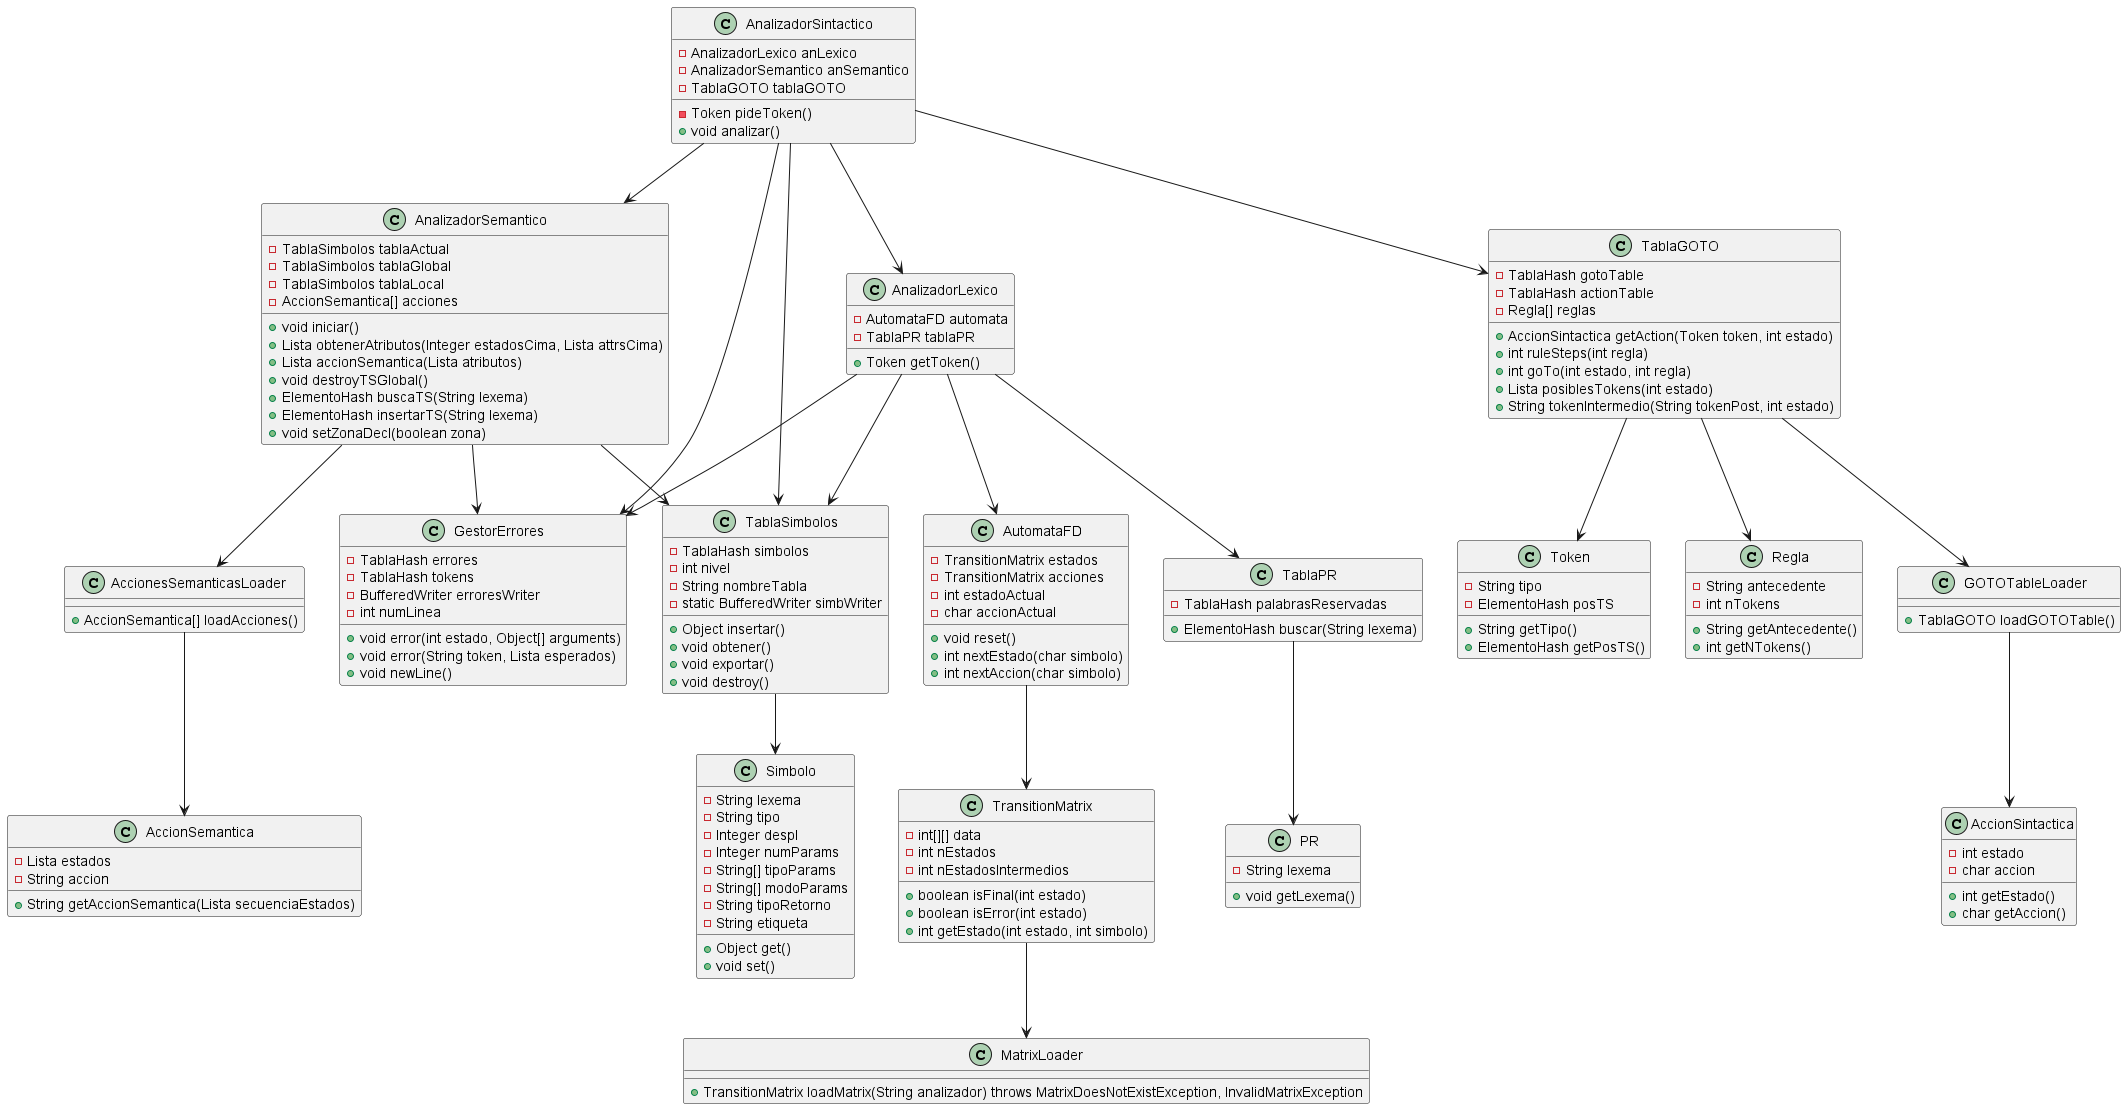 C AnalizadorSintactico
AnalizadorLexico anLexico
AnalizadorSemantico anSemantico
TablaGOTO tablaGOTO
Token pideToken()
void analizar()
C AnalizadorSemantico
TablaSimbolos tablaActual
TablaSimbolos tablaGlobal
TablaSimbolos tablaLocal
AccionSemantica[] acciones
void iniciar()
Lista obtenerAtributos(Integer estadosCima, Lista attrsCima)
Lista accionSemantica(Lista atributos)
void destroyTSGlobal()
ElementoHash buscaTS(String lexema)
ElementoHash insertarTS(String lexema)
void setZonaDecl(boolean zona)
C AnalizadorLexico
AutomataFD automata
TablaPR tablaPR
Token getToken()
C TablaGOTO
TablaHash gotoTable
TablaHash actionTable
Regla[] reglas
AccionSintactica getAction(Token token, int estado)
int ruleSteps(int regla)
int goTo(int estado, int regla)
Lista posiblesTokens(int estado)
String tokenIntermedio(String tokenPost, int estado)
C AccionesSemanticasLoader
AccionSemantica[] loadAcciones()
C GestorErrores
TablaHash errores
TablaHash tokens
BufferedWriter erroresWriter
int numLinea
void error(int estado, Object[] arguments)
void error(String token, Lista esperados)
void newLine()
C TablaSimbolos
TablaHash simbolos
int nivel
String nombreTabla
static BufferedWriter simbWriter
Object insertar()
void obtener()
void exportar()
void destroy()
C AutomataFD
TransitionMatrix estados
TransitionMatrix acciones
int estadoActual
char accionActual
void reset()
int nextEstado(char simbolo)
int nextAccion(char simbolo)
C TablaPR
TablaHash palabrasReservadas
ElementoHash buscar(String lexema)
C Token
String tipo
ElementoHash posTS
String getTipo()
ElementoHash getPosTS()
C Regla
String antecedente
int nTokens
String getAntecedente()
int getNTokens()
C GOTOTableLoader
TablaGOTO loadGOTOTable()
C AccionSemantica
Lista estados
String accion
String getAccionSemantica(Lista secuenciaEstados)
C Simbolo
String lexema
String tipo
Integer despl
Integer numParams
String[] tipoParams
String[] modoParams
String tipoRetorno
String etiqueta
Object get()
void set()
C TransitionMatrix
int[][] data
int nEstados
int nEstadosIntermedios
boolean isFinal(int estado)
boolean isError(int estado)
int getEstado(int estado, int simbolo)
C PR
String lexema
void getLexema()
C AccionSintactica
int estado
char accion
int getEstado()
char getAccion()
C MatrixLoader
TransitionMatrix loadMatrix(String analizador) throws MatrixDoesNotExistException, InvalidMatrixException